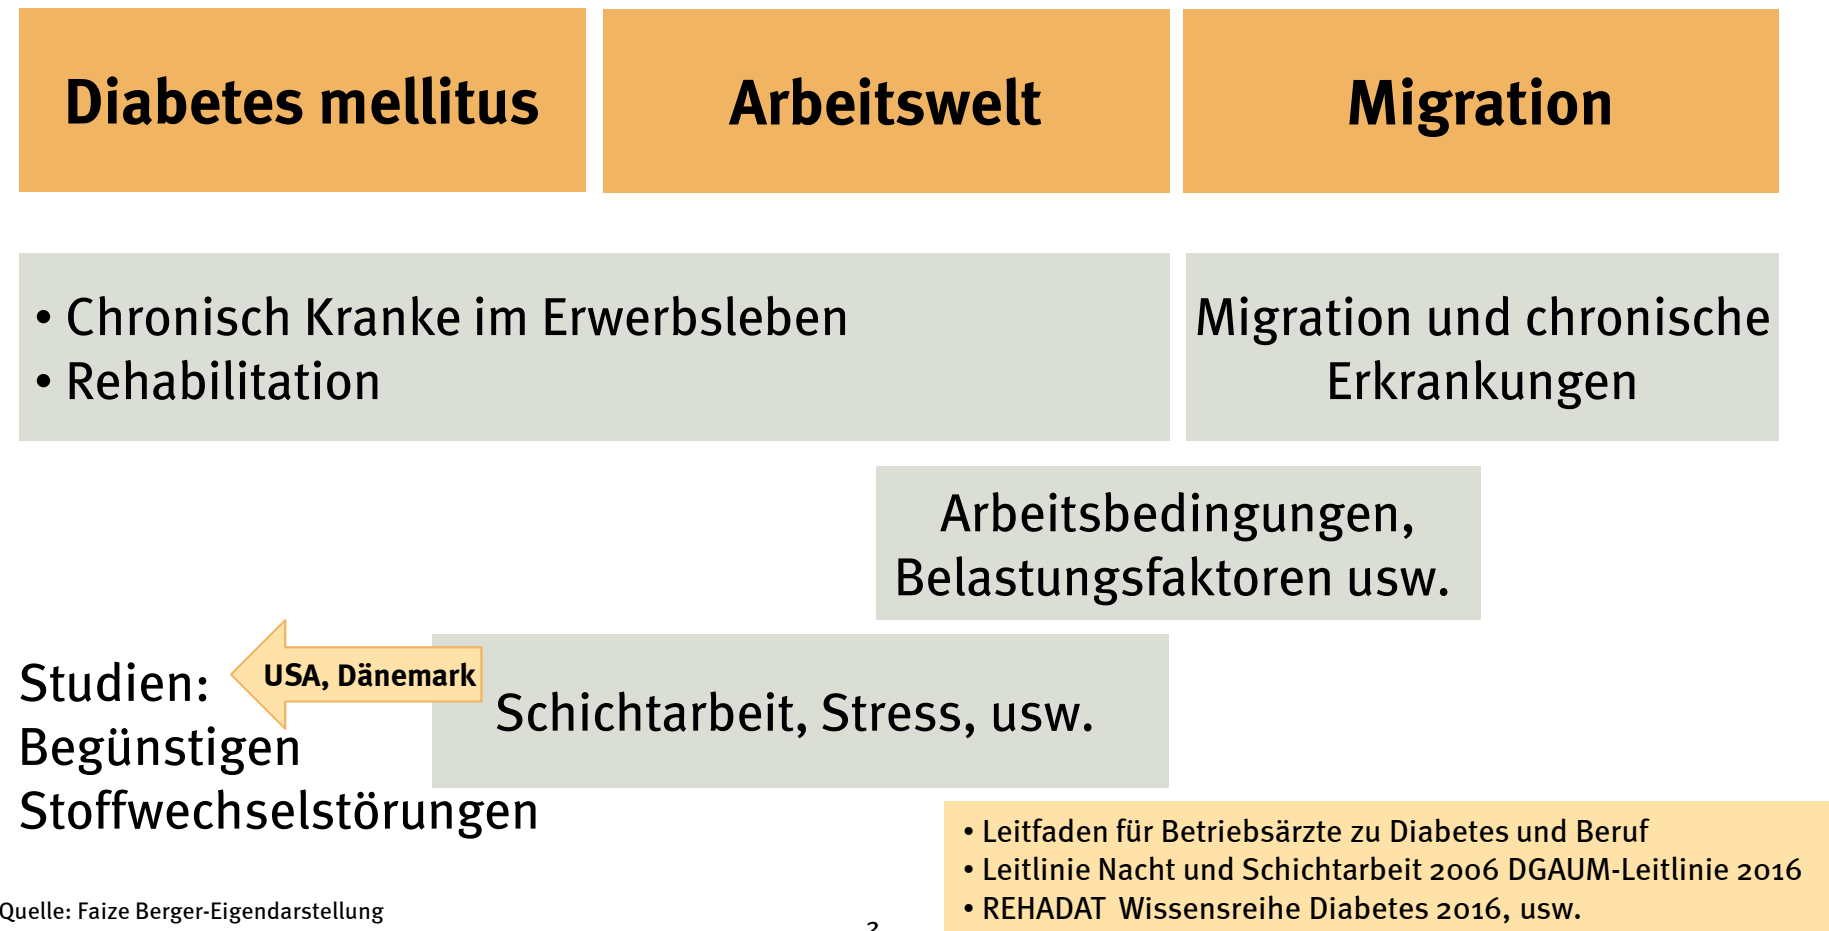 Diabetes mellitus
Arbeitswelt
Migration
• Chronisch Kranke im Erwerbsleben
• Rehabilitation
Migration und chronische
Erkrankungen
Arbeitsbedingungen,
Belastungsfaktoren usw.
Studien:
Begünstigen
Stoffwechselstörungen
USA, Dänemark
Schichtarbeit, Stress, usw.
• Leitfaden für Betriebsärzte zu Diabetes und Beruf
• Leitlinie Nacht und Schichtarbeit 2006 DGAUM-Leitlinie 2016
• REHADAT Wissensreihe Diabetes 2016, usw.
Quelle: Faize Berger-Eigendarstellung